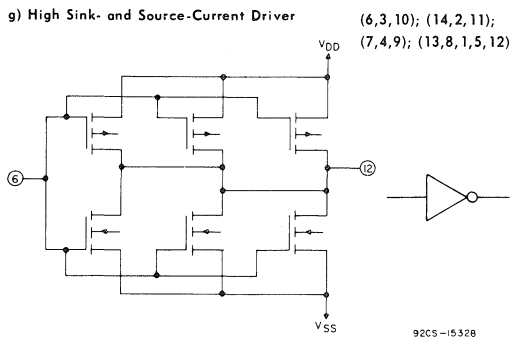 g) High Sink- and Source-Current Driver
(6,3,10); (14,2,11);
(7,4,9); (13,8,1,5,12)
VDD
6
12
VSS
92CS-15328